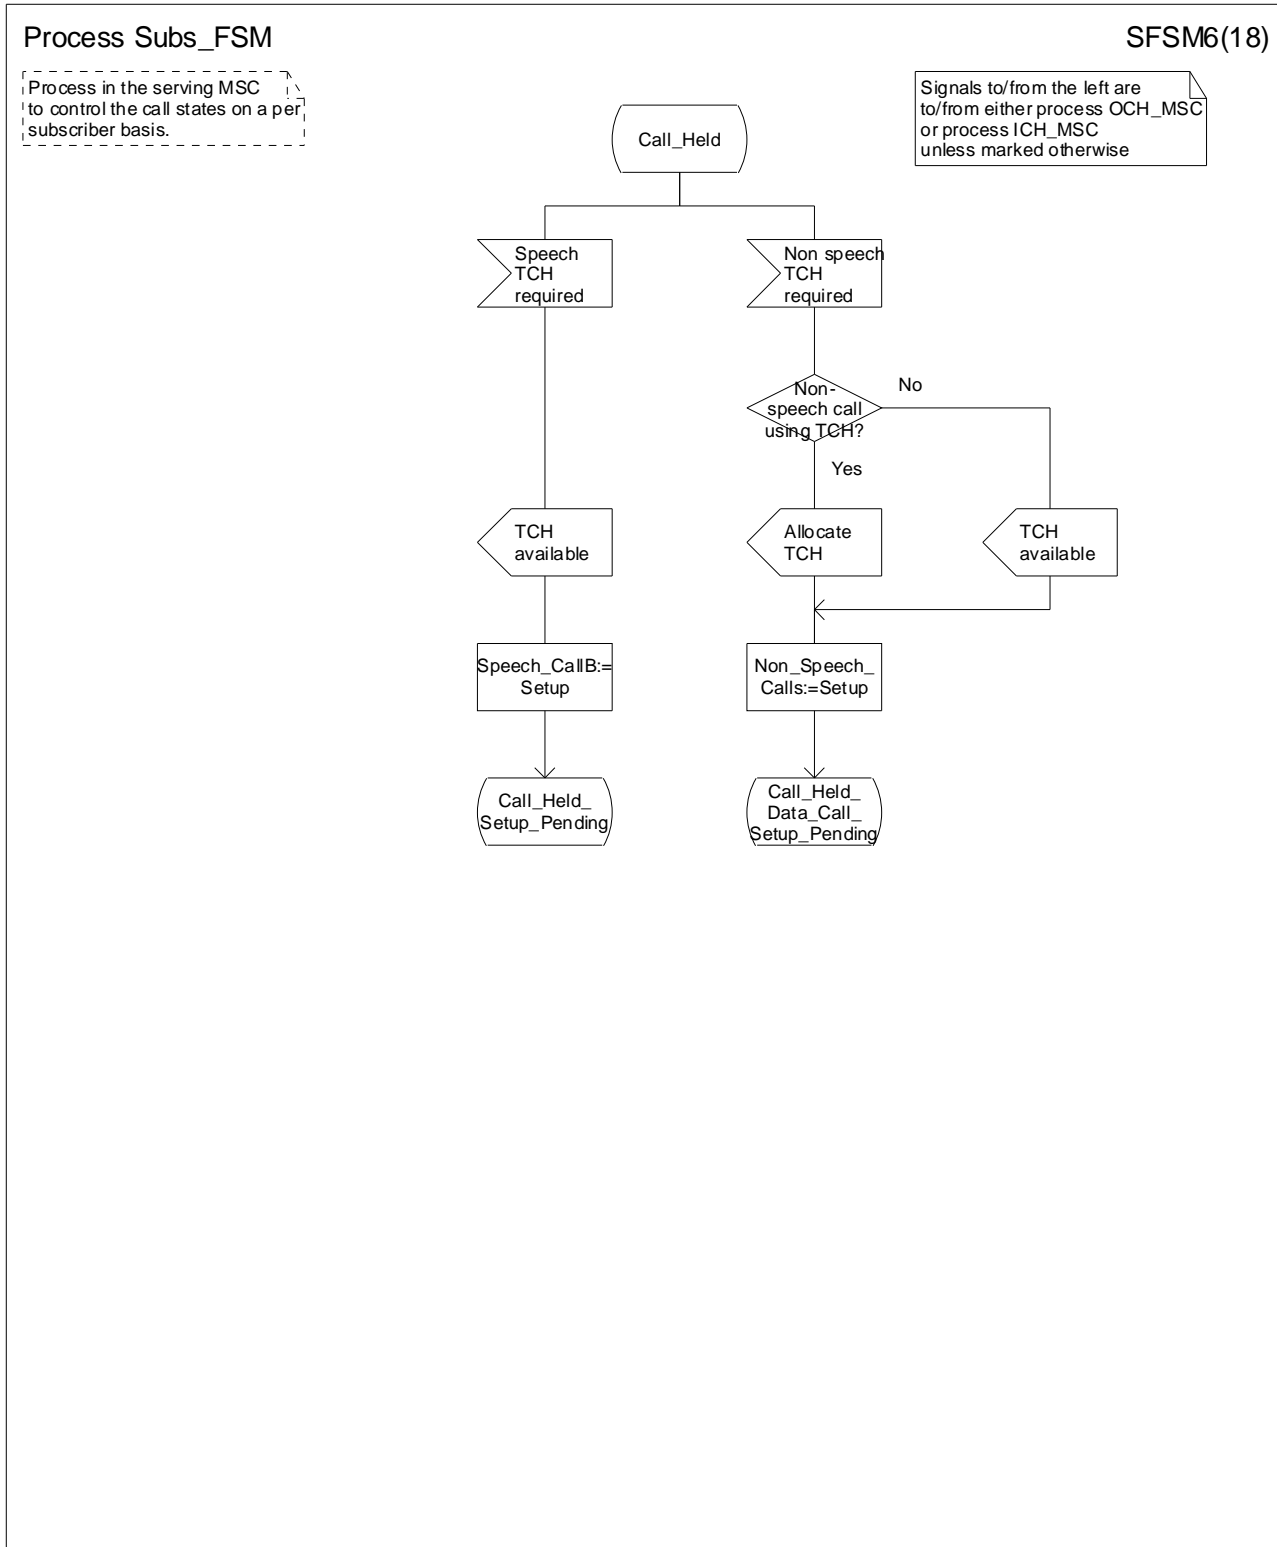 Process Subs_FSM
SFSM6(18)
Process in the serving MSC
to control the call states on a per
subscriber basis.
Signals to/from the left are
to/from either process OCH_MSC
or process ICH_MSC
unless marked otherwise
Call_Held
Speech
TCH
required
Non speech
TCH
required
Non-
speech call
using TCH?
No
Yes
TCH
available
Allocate
TCH
TCH
available
Speech_CallB:=
Setup
Non_Speech_
Calls:=Setup
Call_Held_
Setup_Pending
Call_Held_
Data_Call_
Setup_Pending